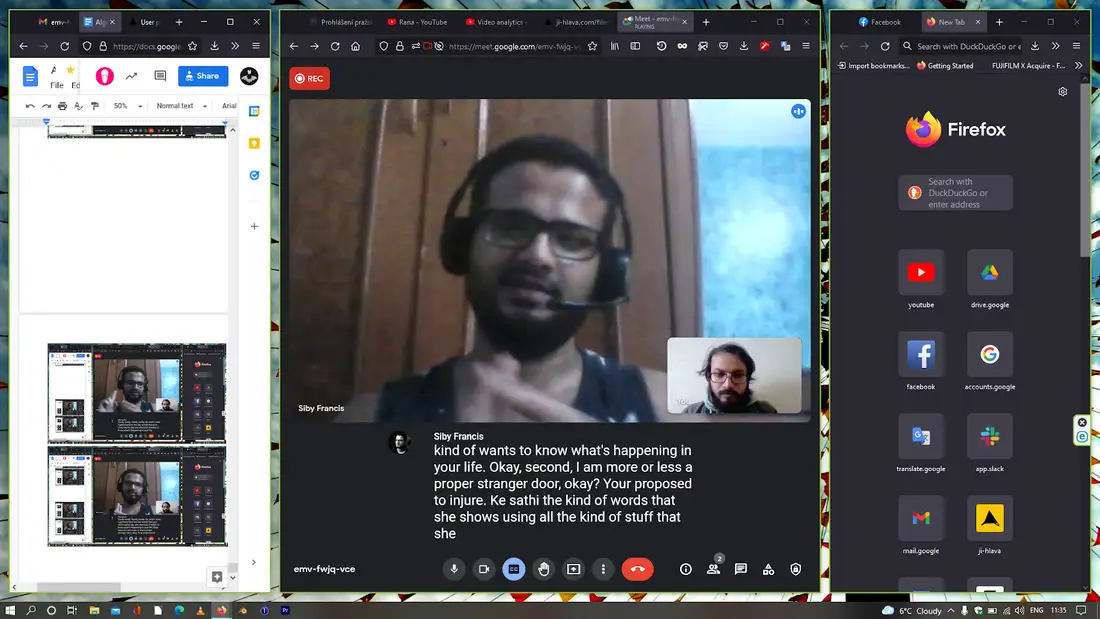 emv-f
Alg
User p
https://docs.google
File
Ed
Share
50%
Normal text
Arial
Prohlášení praž
Rana - YouTube
Video analytics -
ji-hlava.com/film
Meet – emv-f
PLAYING
https://meet.google.com/emv-fwjq-vc
REC
Siby Francis
You
Siby Francis
kind of wants to know what's happening in
your life. Okay, second, I am more or less a
proper stranger door, okay? Your proposed
to injure. Ke sathi the kind of words that
she shows using all the kind of stuff that
she
emv-fwjq-vce
2
Facebook
New Tab
Search with DuckDuckGo or e
Import bookmarks...
Getting Started
FUJIFILM X Acquire - F...
Firefox
Search with
DuckDuckGo or
enter address
youtube
drive.google
facebook
accounts.google
translate.google
app.slack
mail.google
ji-hlava
6°C Cloudy
ENG
11:35